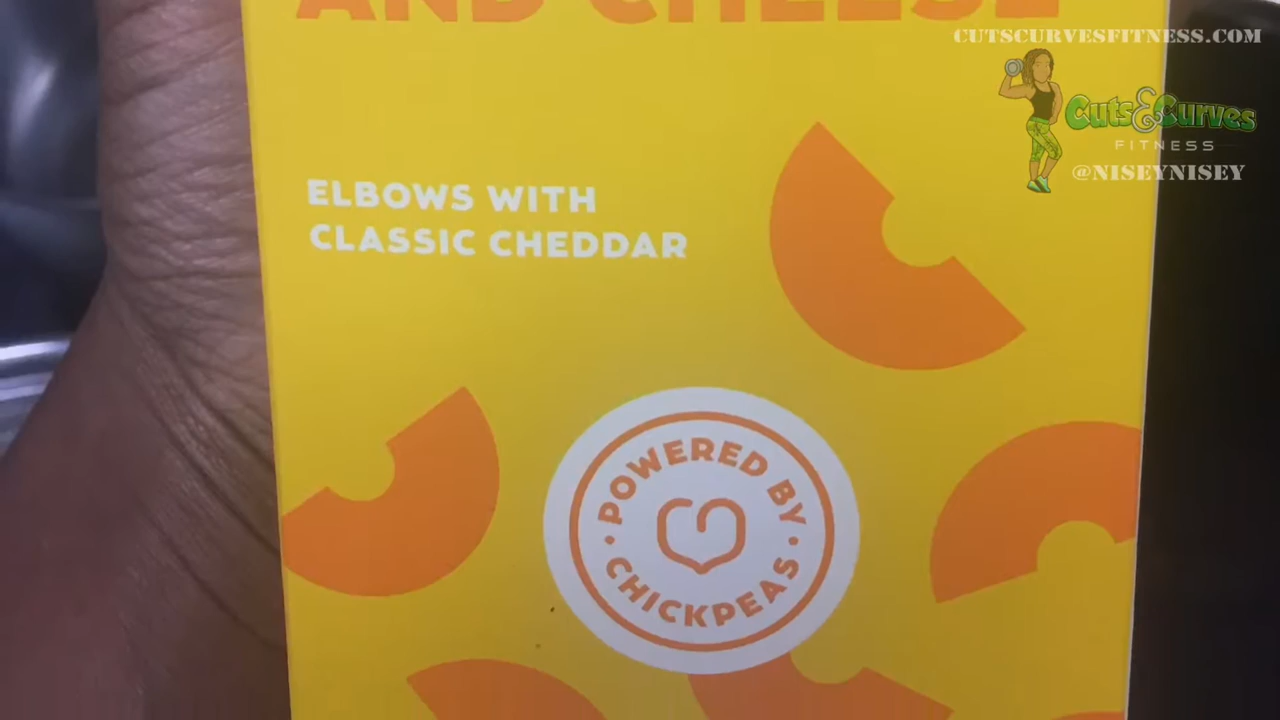 AND CHEESE
CUTSCURVESFITNESS.COM
Cuts&Curves
FITNESS
@NISEYNISEY
ELBOWS WITH
CLASSIC CHEDDAR
POWERED BY
CHICKPEAS